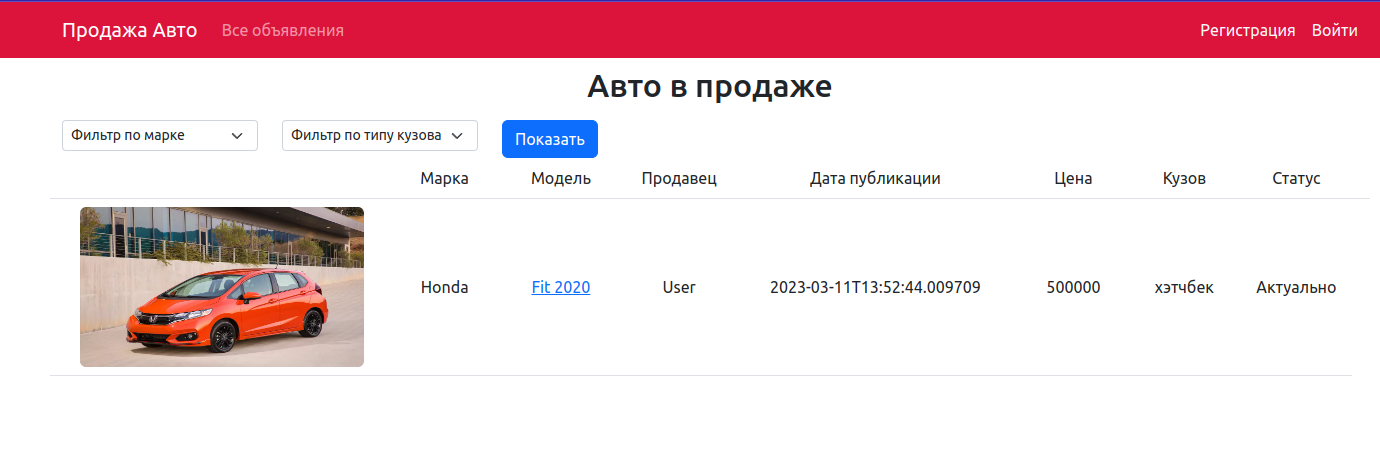 Продажа Авто Все объявления Регистрация Войти
Авто в продаже
Фильтр по марке Фильтр по типу кузова Показать
Марка Модель Продавец Дата публикации Цена Кузов Статус
Honda Fit 2020 User 2023-03-11T13:52:44.009709 500000 хэтчбек Актуально